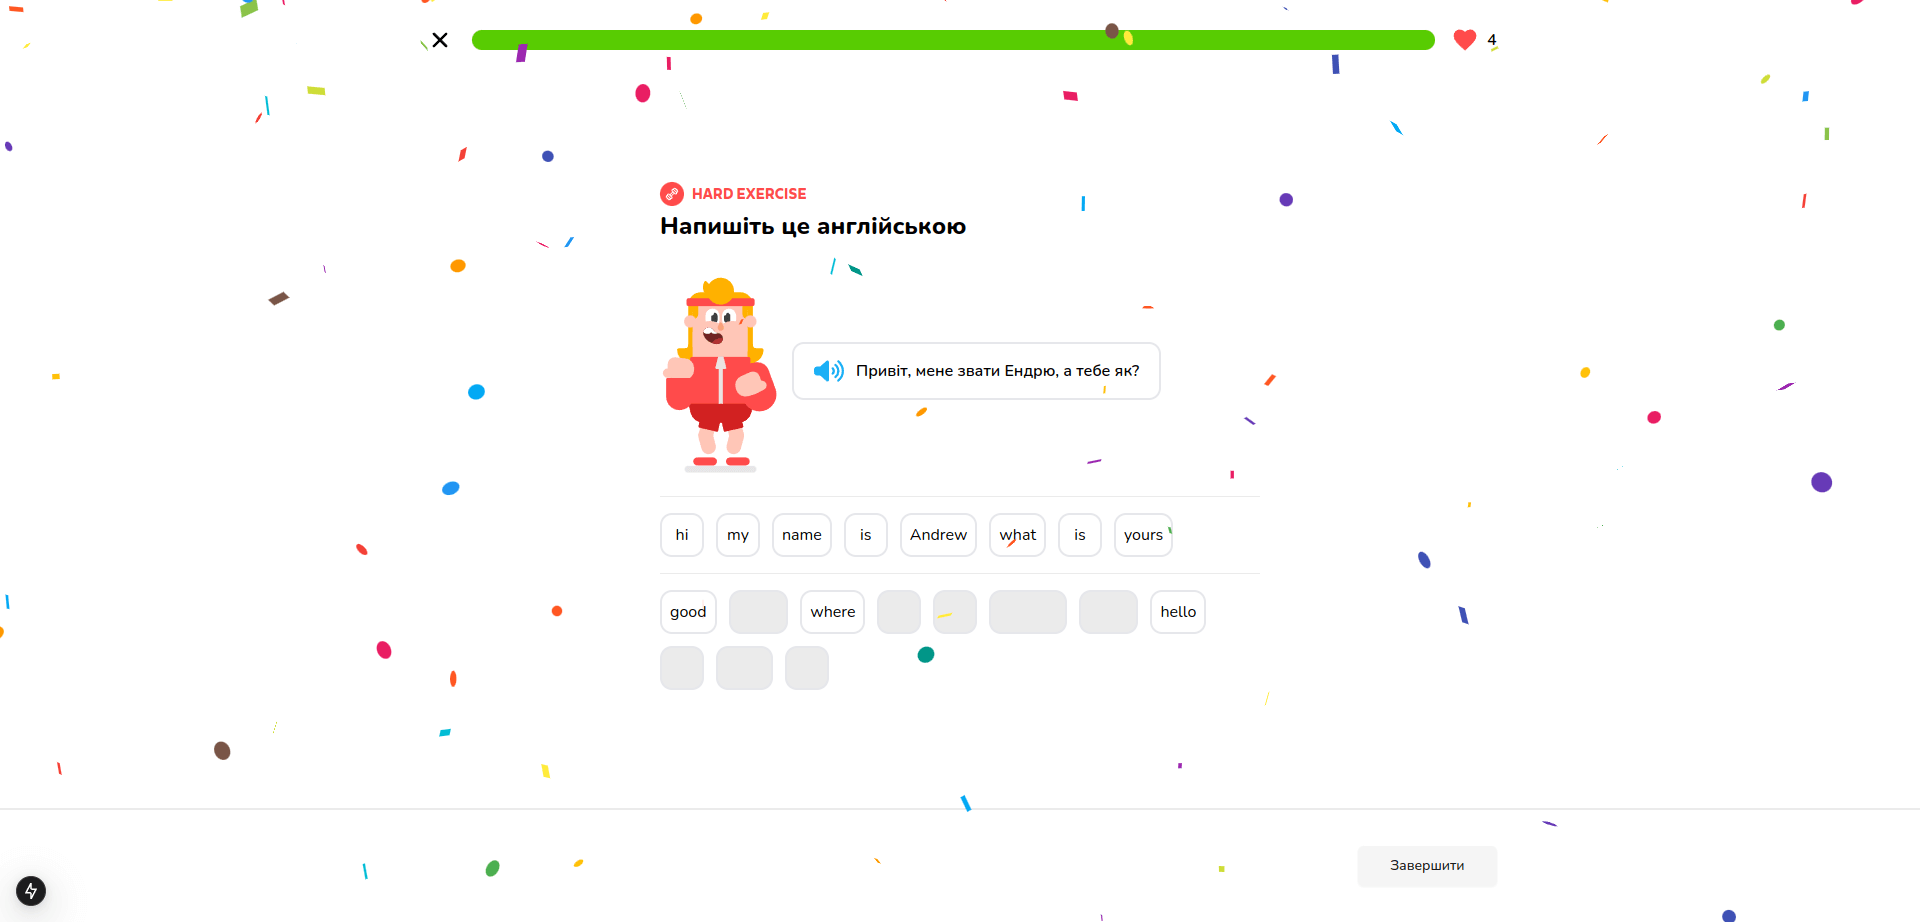 4
HARD EXERCISE
Напишіть це англійською
Привіт, мене звати Ендрю, а тебе як?
hi my name is Andrew what is yours
good where hello
Завершити